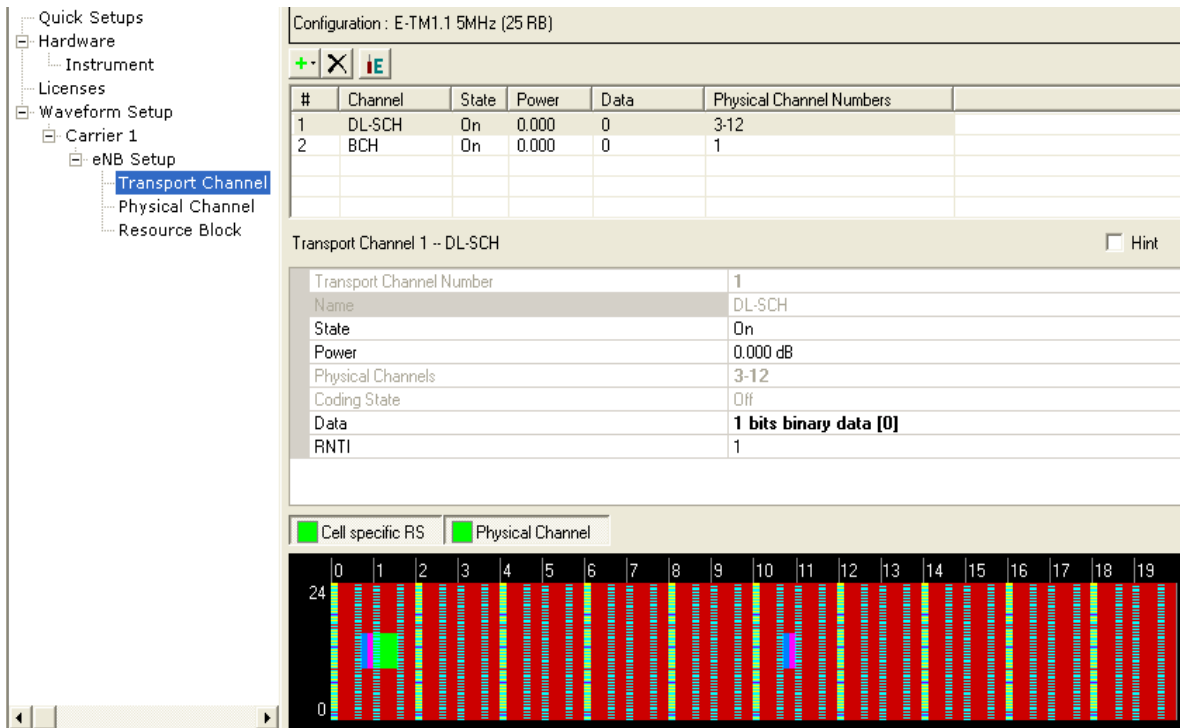 Quick Setups
Hardware
Instrument
Licenses
Waveform Setup
Carrier 1
eNB Setup
Transport Channel
Physical Channel
Resource Block
Configuration : E-TM1.1 5MHz (25 RB)
# Channel State Power Data Physical Channel Numbers
1 DL-SCH On 0.000 0 3-12
2 BCH On 0.000 0 1
Transport Channel 1 -- DL-SCH Hint
Transport Channel Number 1
Name DL-SCH
State On
Power 0.000 dB
Physical Channels 3-12
Coding State Off
Data 1 bits binary data [0]
RNTI 1
Cell specific RS Physical Channel
0 1 2 3 4 5 6 7 8 9 10 11 12 13 14 15 16 17 18 19
24
0